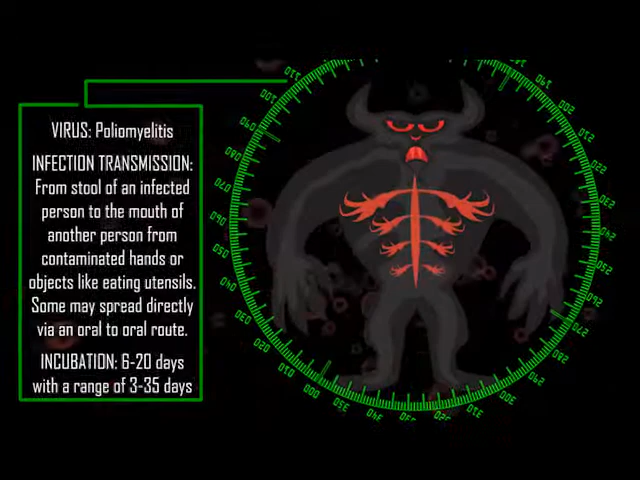 VIRUS: Poliomyelitis
INFECTION TRANSMISSION:
From stool of an infected
person to the mouth of
another person from
contaminated hands or
objects like eating utensils.
Some may spread directly
via an oral to oral route.
INCUBATION: 6-20 days
with a range of 3-35 days